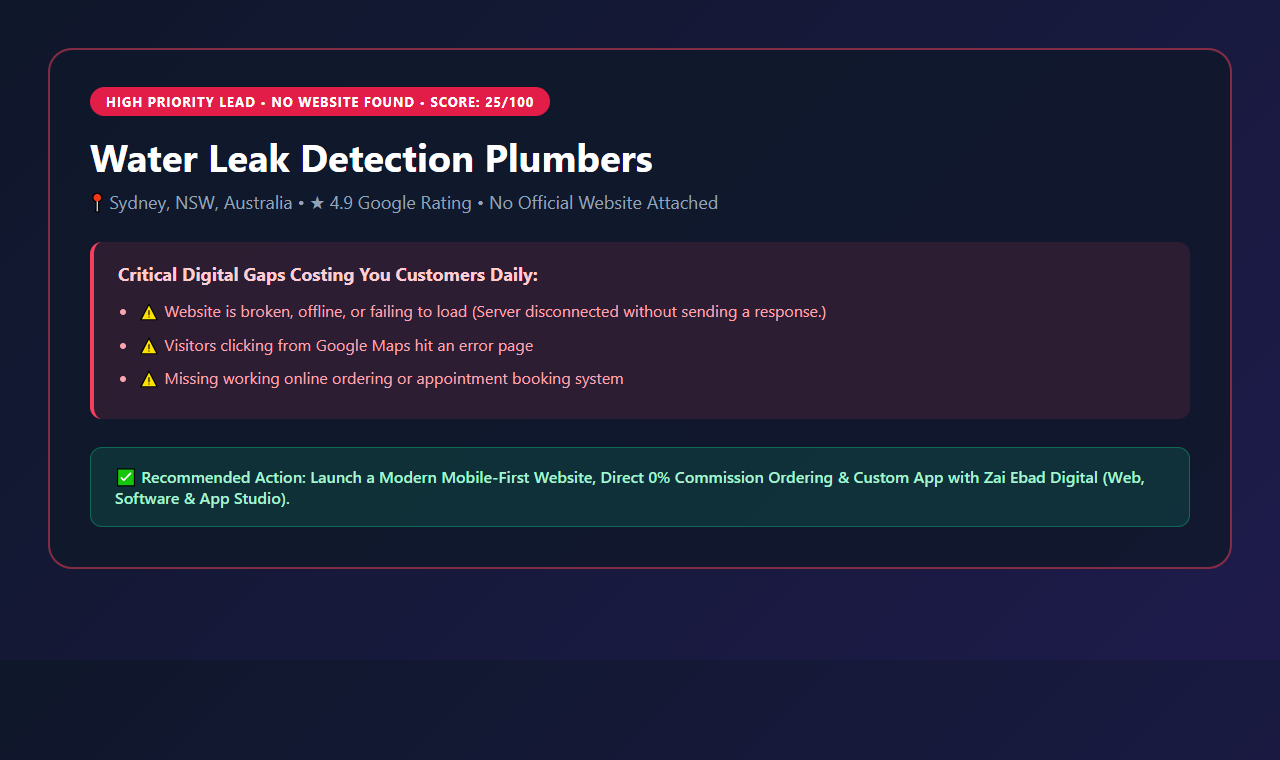 HIGH PRIORITY LEAD • NO WEBSITE FOUND • SCORE: 25/100
Water Leak Detection Plumbers
📍 Sydney, NSW, Australia • ★ 4.9 Google Rating • No Official Website Attached
Critical Digital Gaps Costing You Customers Daily:
• ⚠️ Website is broken, offline, or failing to load (Server disconnected without sending a response.)
• ⚠️ Visitors clicking from Google Maps hit an error page
• ⚠️ Missing working online ordering or appointment booking system
✅ Recommended Action: Launch a Modern Mobile-First Website, Direct 0% Commission Ordering & Custom App with Zai Ebad Digital (Web,
Software & App Studio).